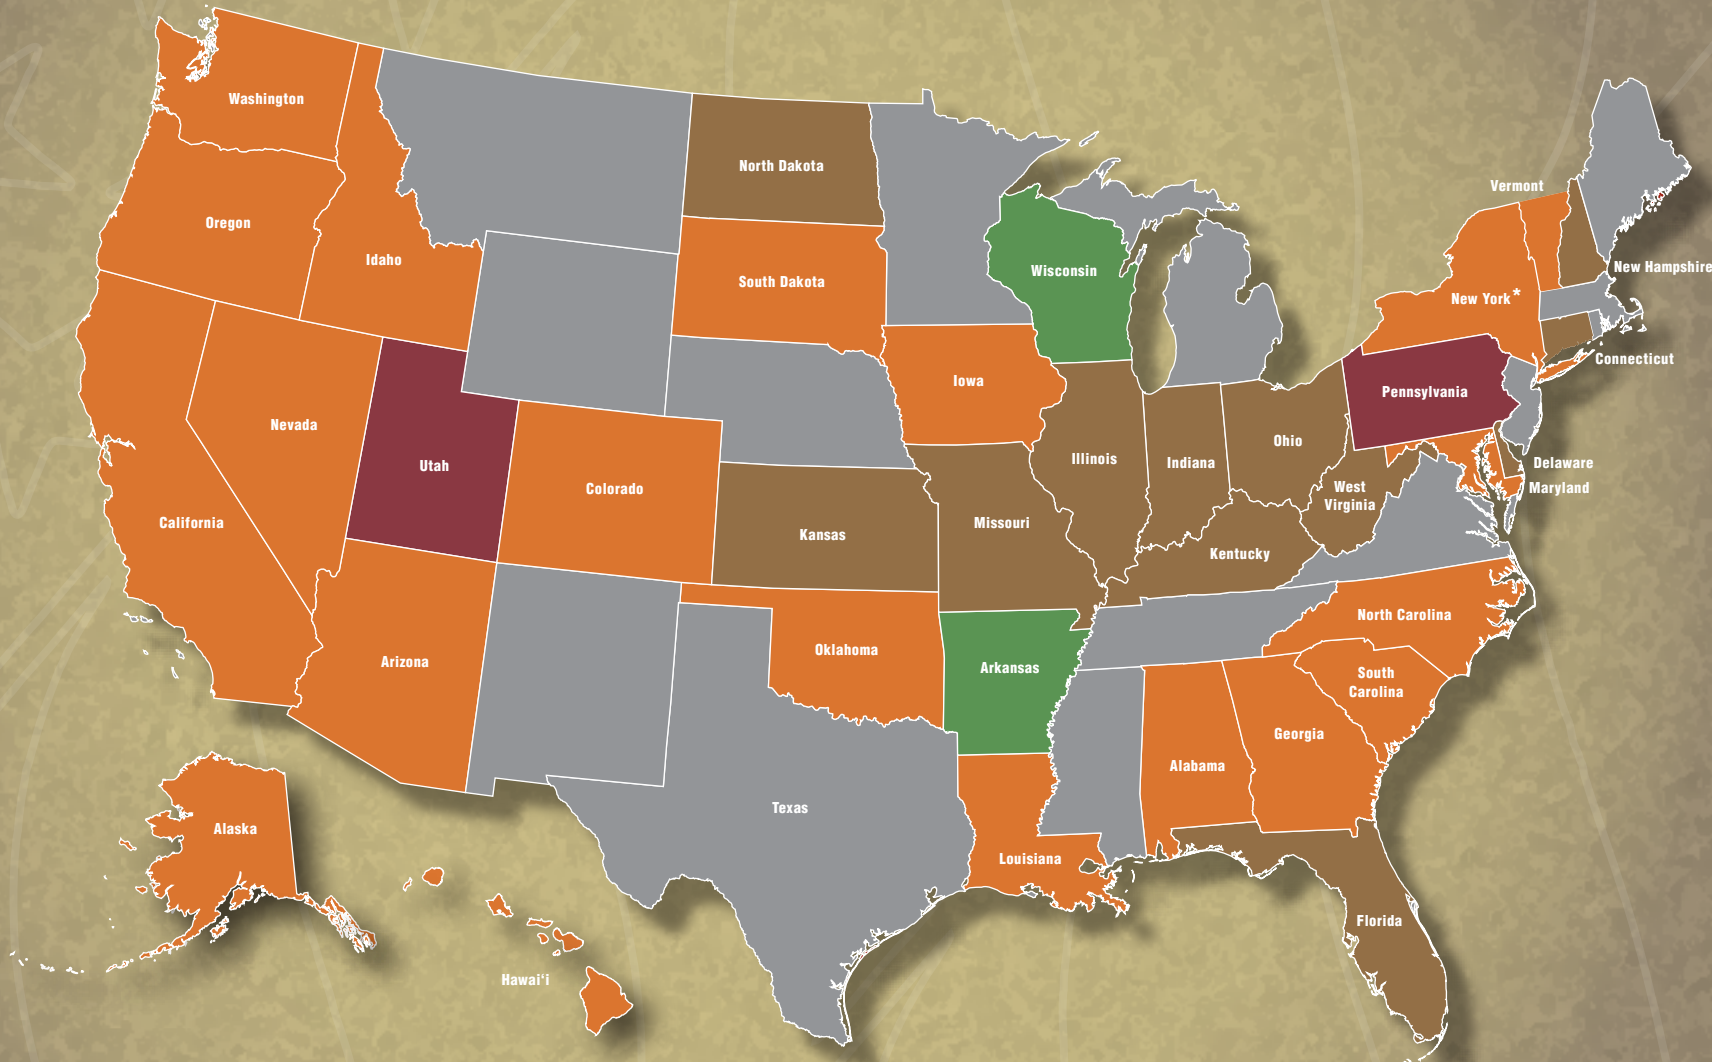 Washington
North Dakota
Vermont
Oregon
Idaho
Wisconsin
New Hampshire
South Dakota
New York*
Connecticut
Iowa
Pennsylvania
Nevada
Utah
Ohio
Illinois
Indiana
Delaware
Colorado
West
Virginia
Maryland
California
Missouri
Kansas
Kentucky
North Carolina
Oklahoma
Arizona
Arkansas
South
Carolina
Georgia
Alabama
Texas
Alaska
Louisiana
Florida
Hawai‘i